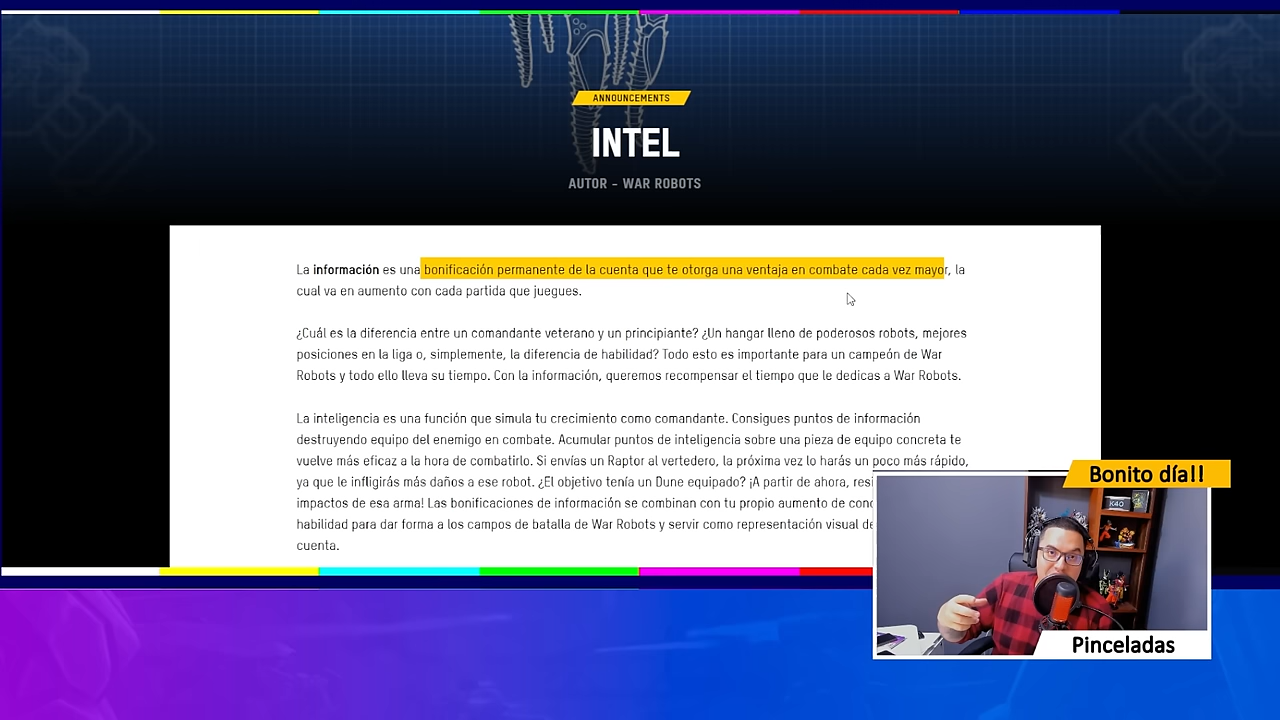 ANNOUNCEMENTS
INTEL
AUTOR - WAR ROBOTS
La información es una bonificación permanente de la cuenta que te otorga una ventaja en combate cada vez mayor, la
cual va en aumento con cada partida que juegues.
¿Cuál es la diferencia entre un comandante veterano y un principiante? ¿Un hangar lleno de poderosos robots, mejores
posiciones en la liga o, simplemente, la diferencia de habilidad? Todo esto es importante para un campeón de War
Robots y todo ello lleva su tiempo. Con la información, queremos recompensar el tiempo que le dedicas a War Robots.
La inteligencia es una función que simula tu crecimiento como comandante. Consigues puntos de información
destruyendo equipo del enemigo en combate. Acumular puntos de inteligencia sobre una pieza de equipo concreta te
vuelve más eficaz a la hora de combatirlo. Si envías un Raptor al vertedero, la próxima vez lo harás un poco más rápido,
ya que le infligirás más daños a ese robot. ¿El objetivo tenía un Dune equipado? ¡A partir de ahora,
impactos de esa arma! Las bonificaciones de información se combinan con tu propio aumento de
habilidad para dar forma a los campos de batalla de War Robots y servir como representación visual
cuenta.
Bonito día!!
K40
Pinceladas